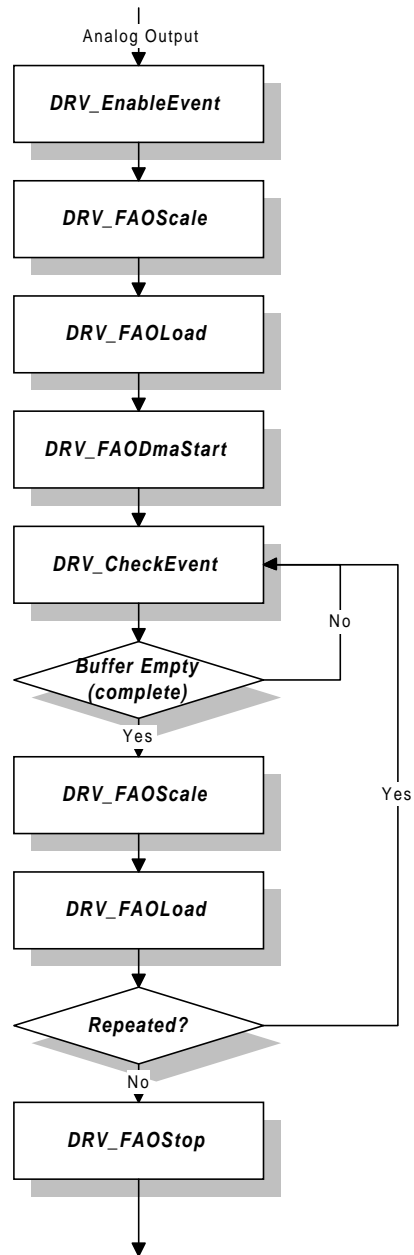 Analog Output
DRV_EnableEvent
DRV_FAOScale
DRV_FAOLoad
DRV_FAODmaStart
DRV_CheckEvent
No
Buffer Empty
(complete)
Yes
DRV_FAOScale
Yes
DRV_FAOLoad
Repeated?
No
DRV_FAOStop